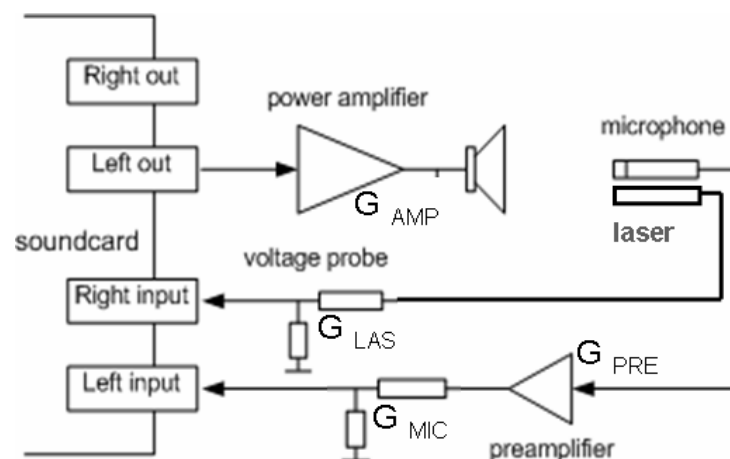 Right out
power amplifier
microphone
Left out
G AMP
laser
soundcard
voltage probe
Right input
G LAS
G PRE
Left input
G MIC
preamplifier